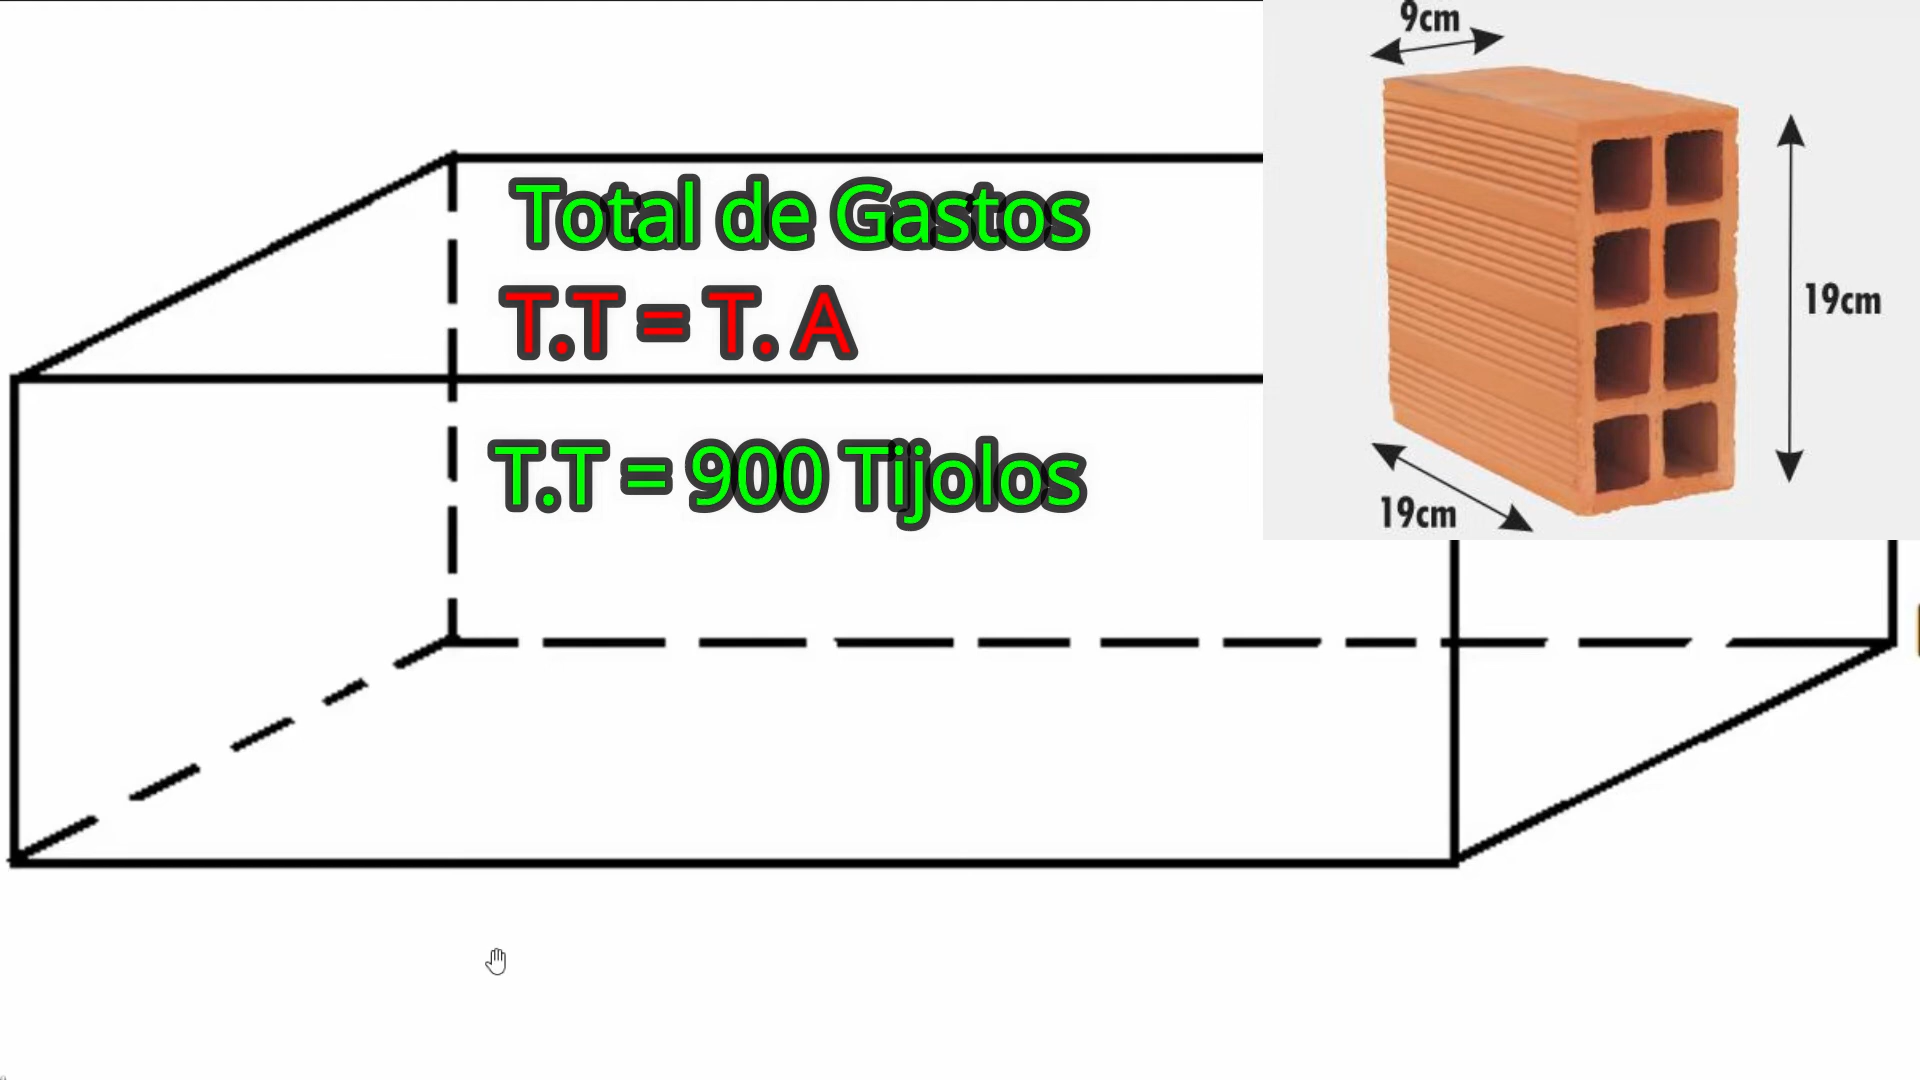 9cm
Total de Gastos
T.T = T. A
19cm
T.T = 900 Tijolos
19cm